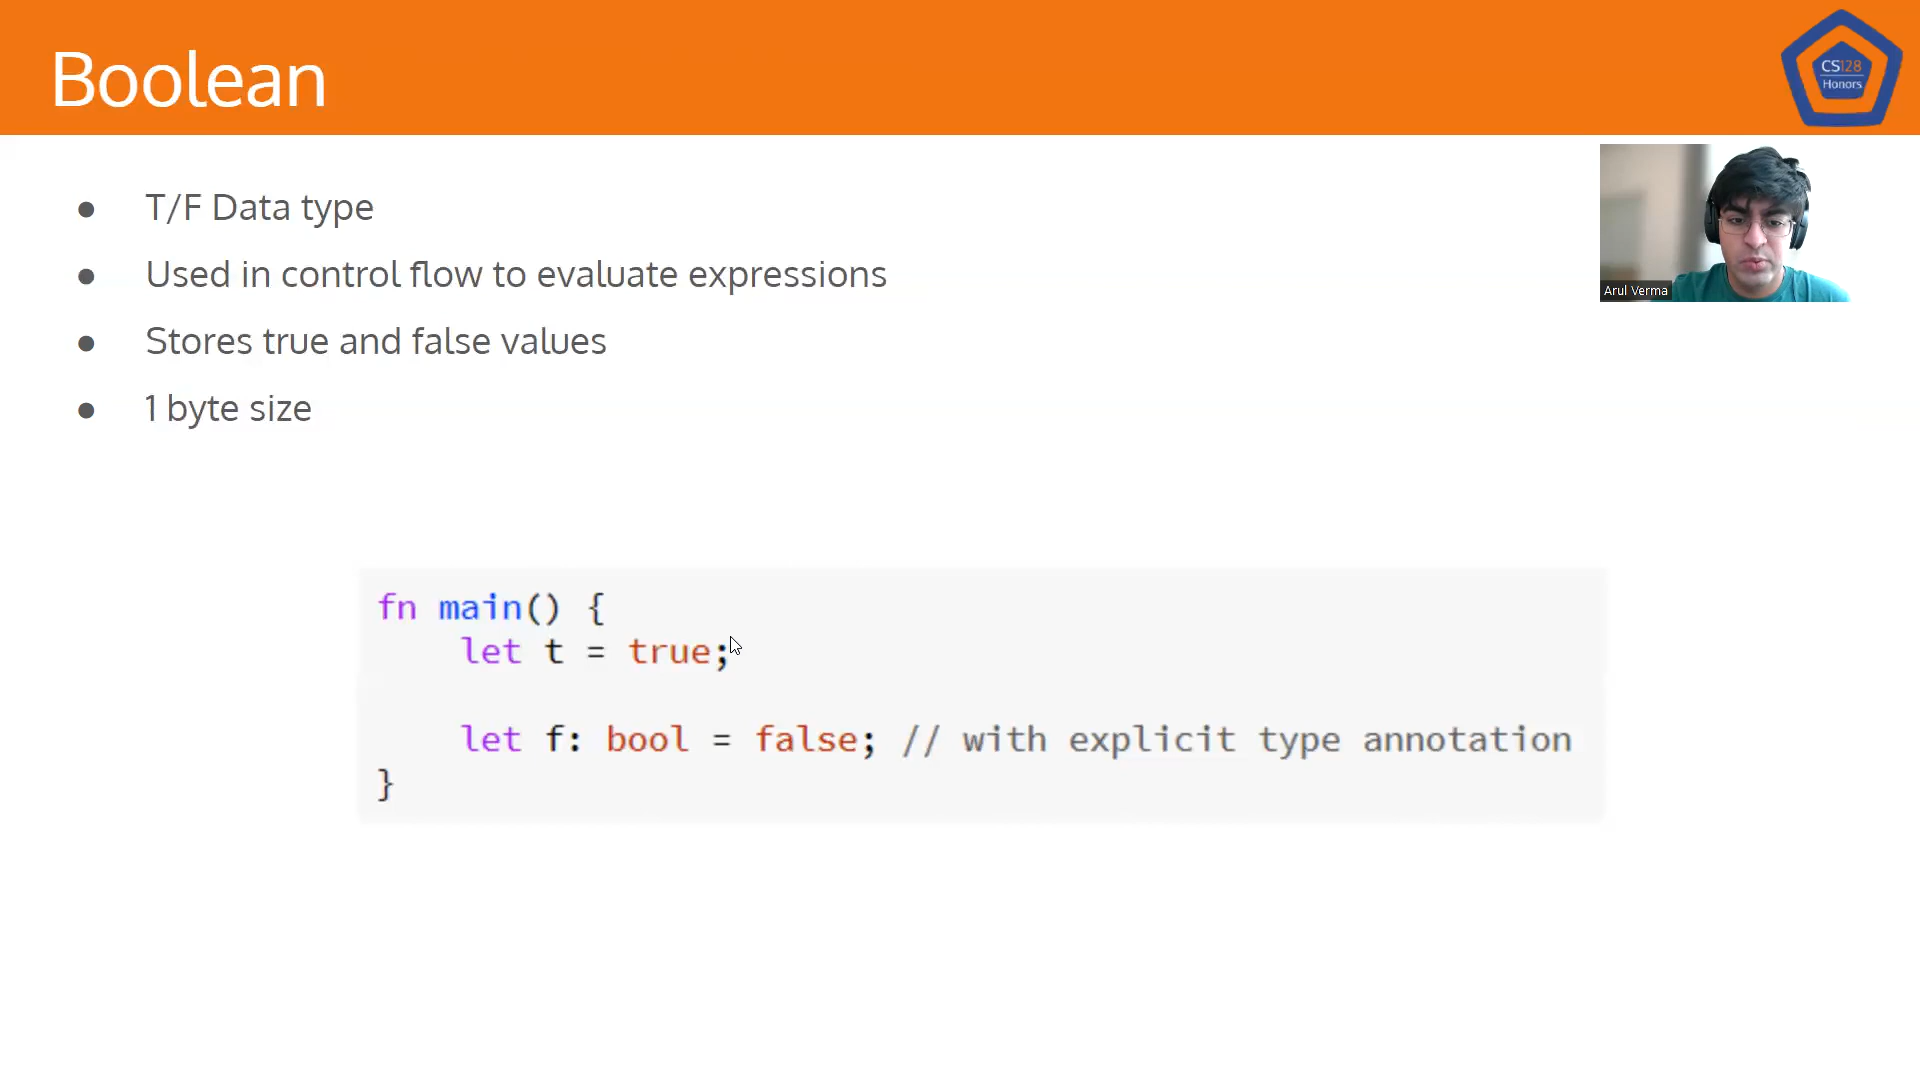 Boolean
CS128
Honors
● T/F Data type
● Used in control flow to evaluate expressions
● Stores true and false values
● 1 byte size
Arul Verma
fn main() {
    let t = true;
    let f: bool = false; // with explicit type annotation
}